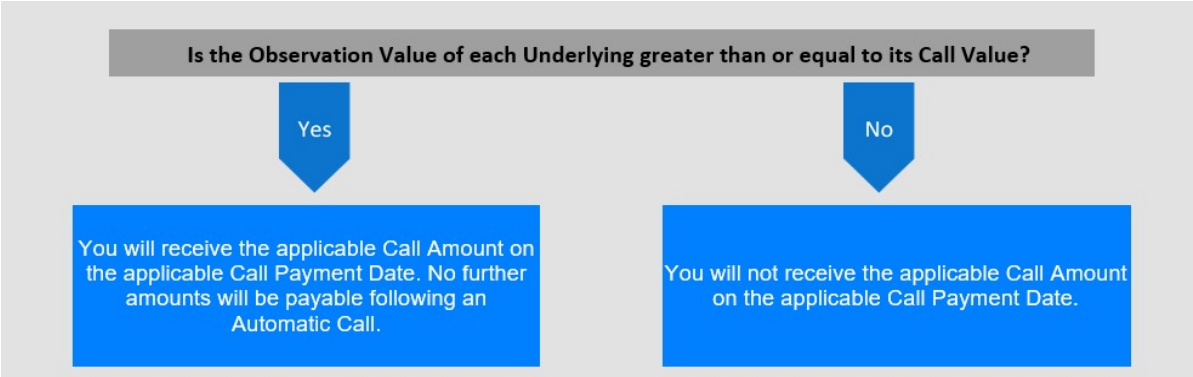 Is the Observation Value of each Underlying greater than or equal to its Call Value?
Yes
No
You will receive the applicable Call Amount on
the applicable Call Payment Date. No further
amounts will be payable following an
Automatic Call.
You will not receive the applicable Call Amount
on the applicable Call Payment Date.